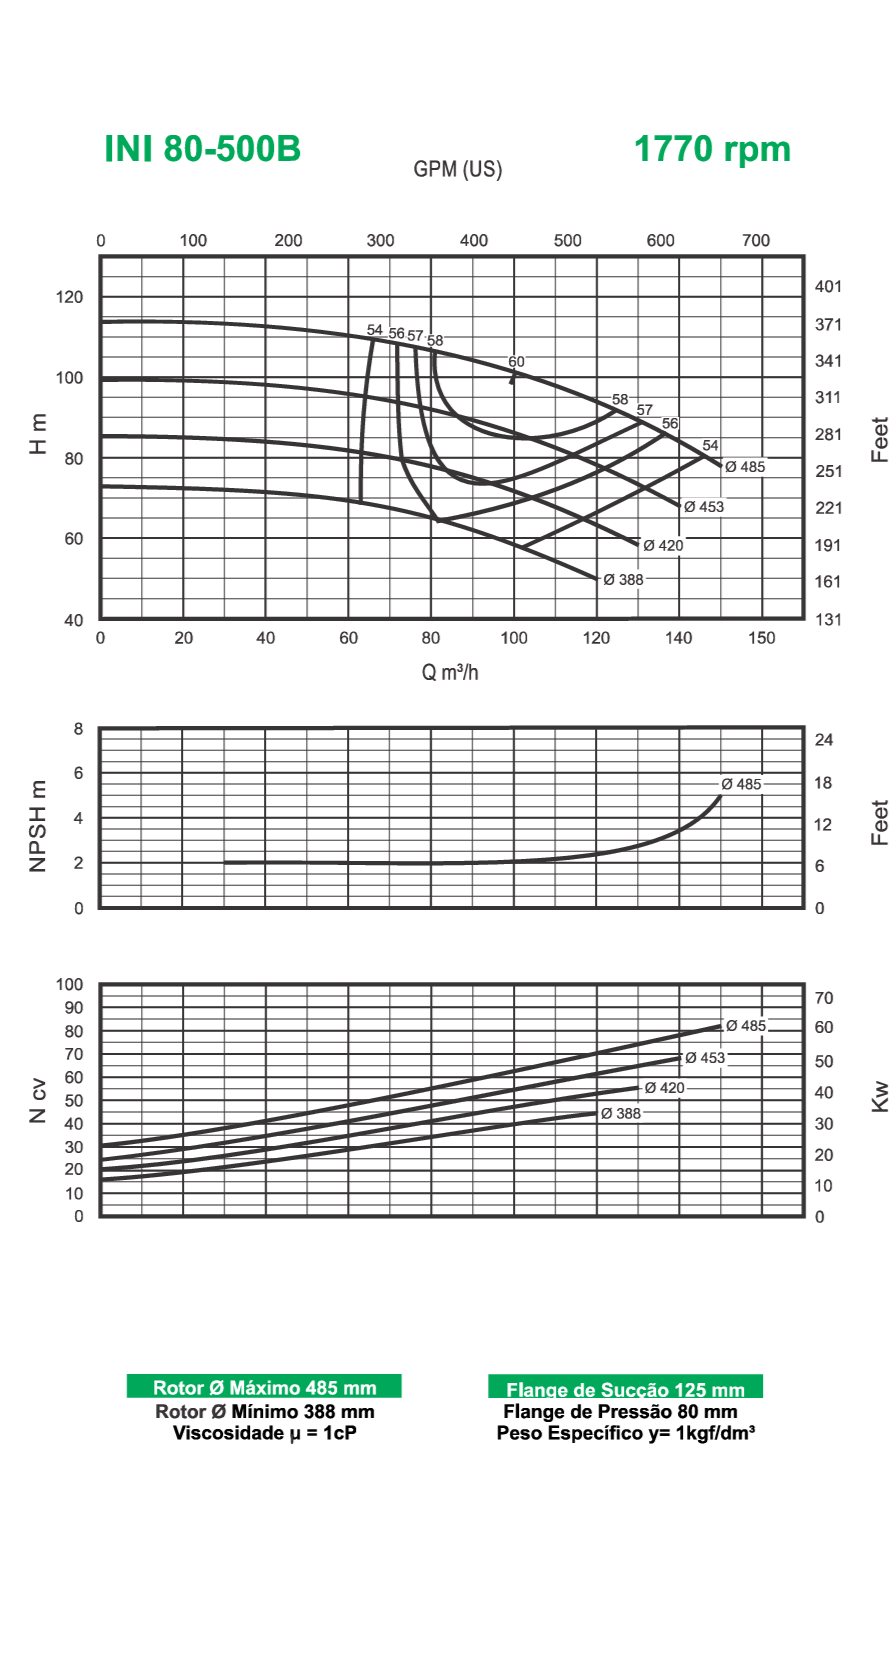 INI 80-500B 1770 rpm
GPM (US)
0 100 200 300 400 500 600 700
120 401
371
54 56 57 58
60
341
100
311
58 57 56 54
H m
281
Feet
80
Ø 485
251
Ø 453
221
60
Ø 420
191
Ø 388
161
40 131
0 20 40 60 80 100 120 140 150
Q m³/h
8
24
6
Ø 485
18
NPSH m
4
12
Feet
2
6
0 0
100
70
90
80
Ø 485
60
70
Ø 453
50
60
Ø 420
40
N cv
50
Kw
Ø 388
40
30
30
20
20
10
10
0 0
Rotor Ø Máximo 485 mm
Rotor Ø Mínimo 388 mm
Viscosidade µ = 1cP
Flange de Sucção 125 mm
Flange de Pressão 80 mm
Peso Específico y= 1kgf/dm³